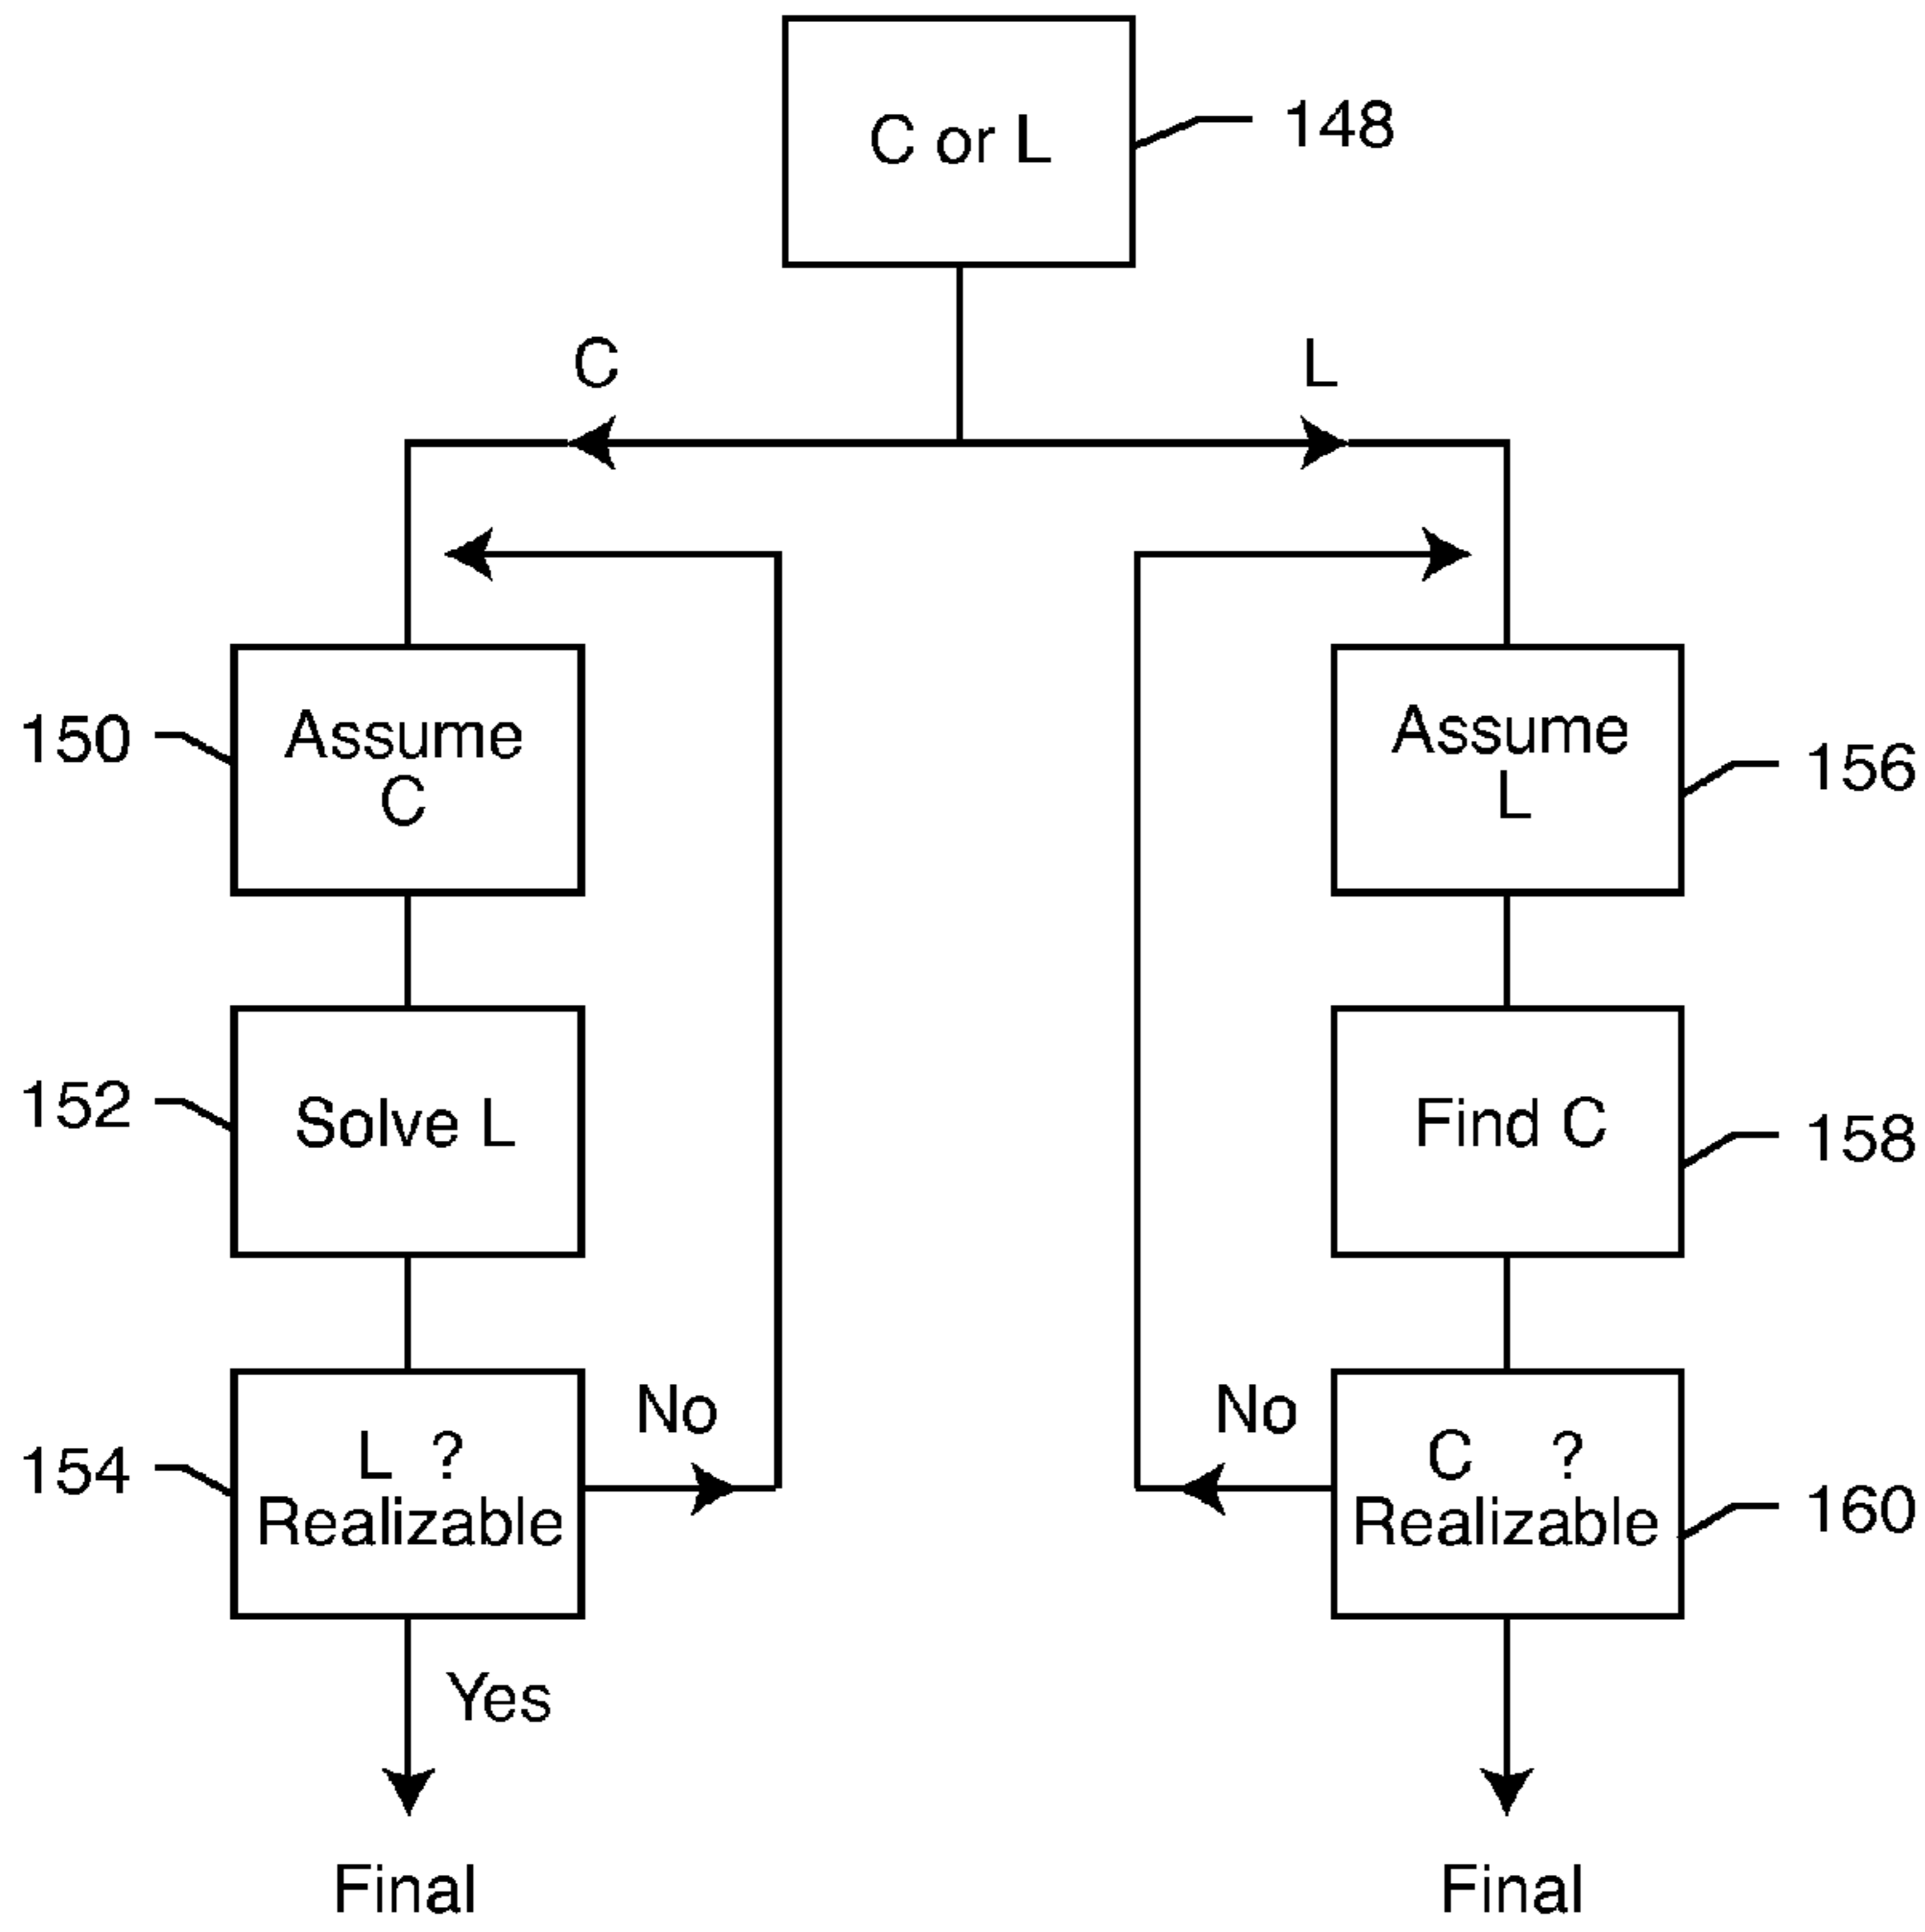 C or L
148
C
L
150
Assume
C
Assume
L
156
152
Solve L
Find C
158
154
L ?
Realizable
No
No
C ?
Realizable
160
Yes
Final
Final